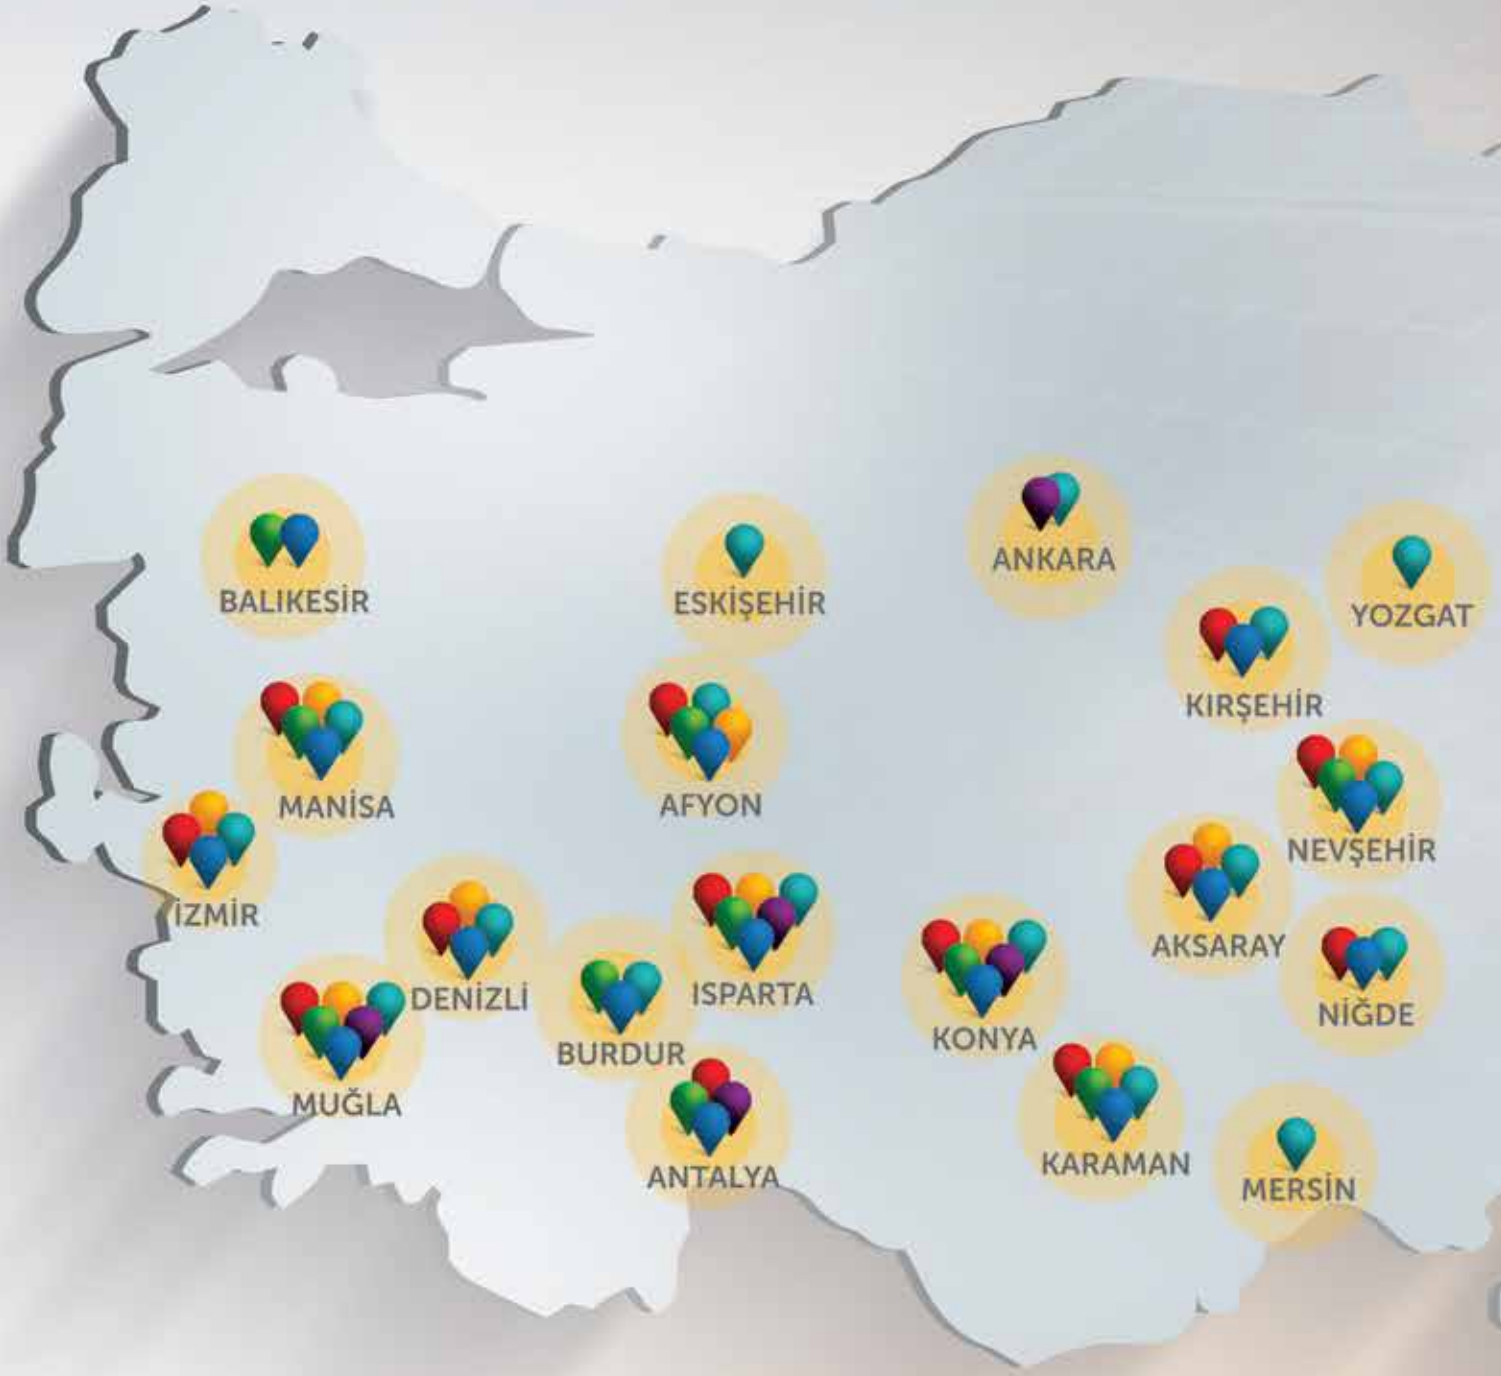 ANKARA
BALIKESİR
ESKİŞEHİR
YOZGAT
KIRŞEHİR
MANİSA
AFYON
NEVŞEHİR
İZMİR
AKSARAY
DENİZLİ
ISPARTA
NİĞDE
KONYA
BURDUR
MUĞLA
KARAMAN
ANTALYA
MERSİN